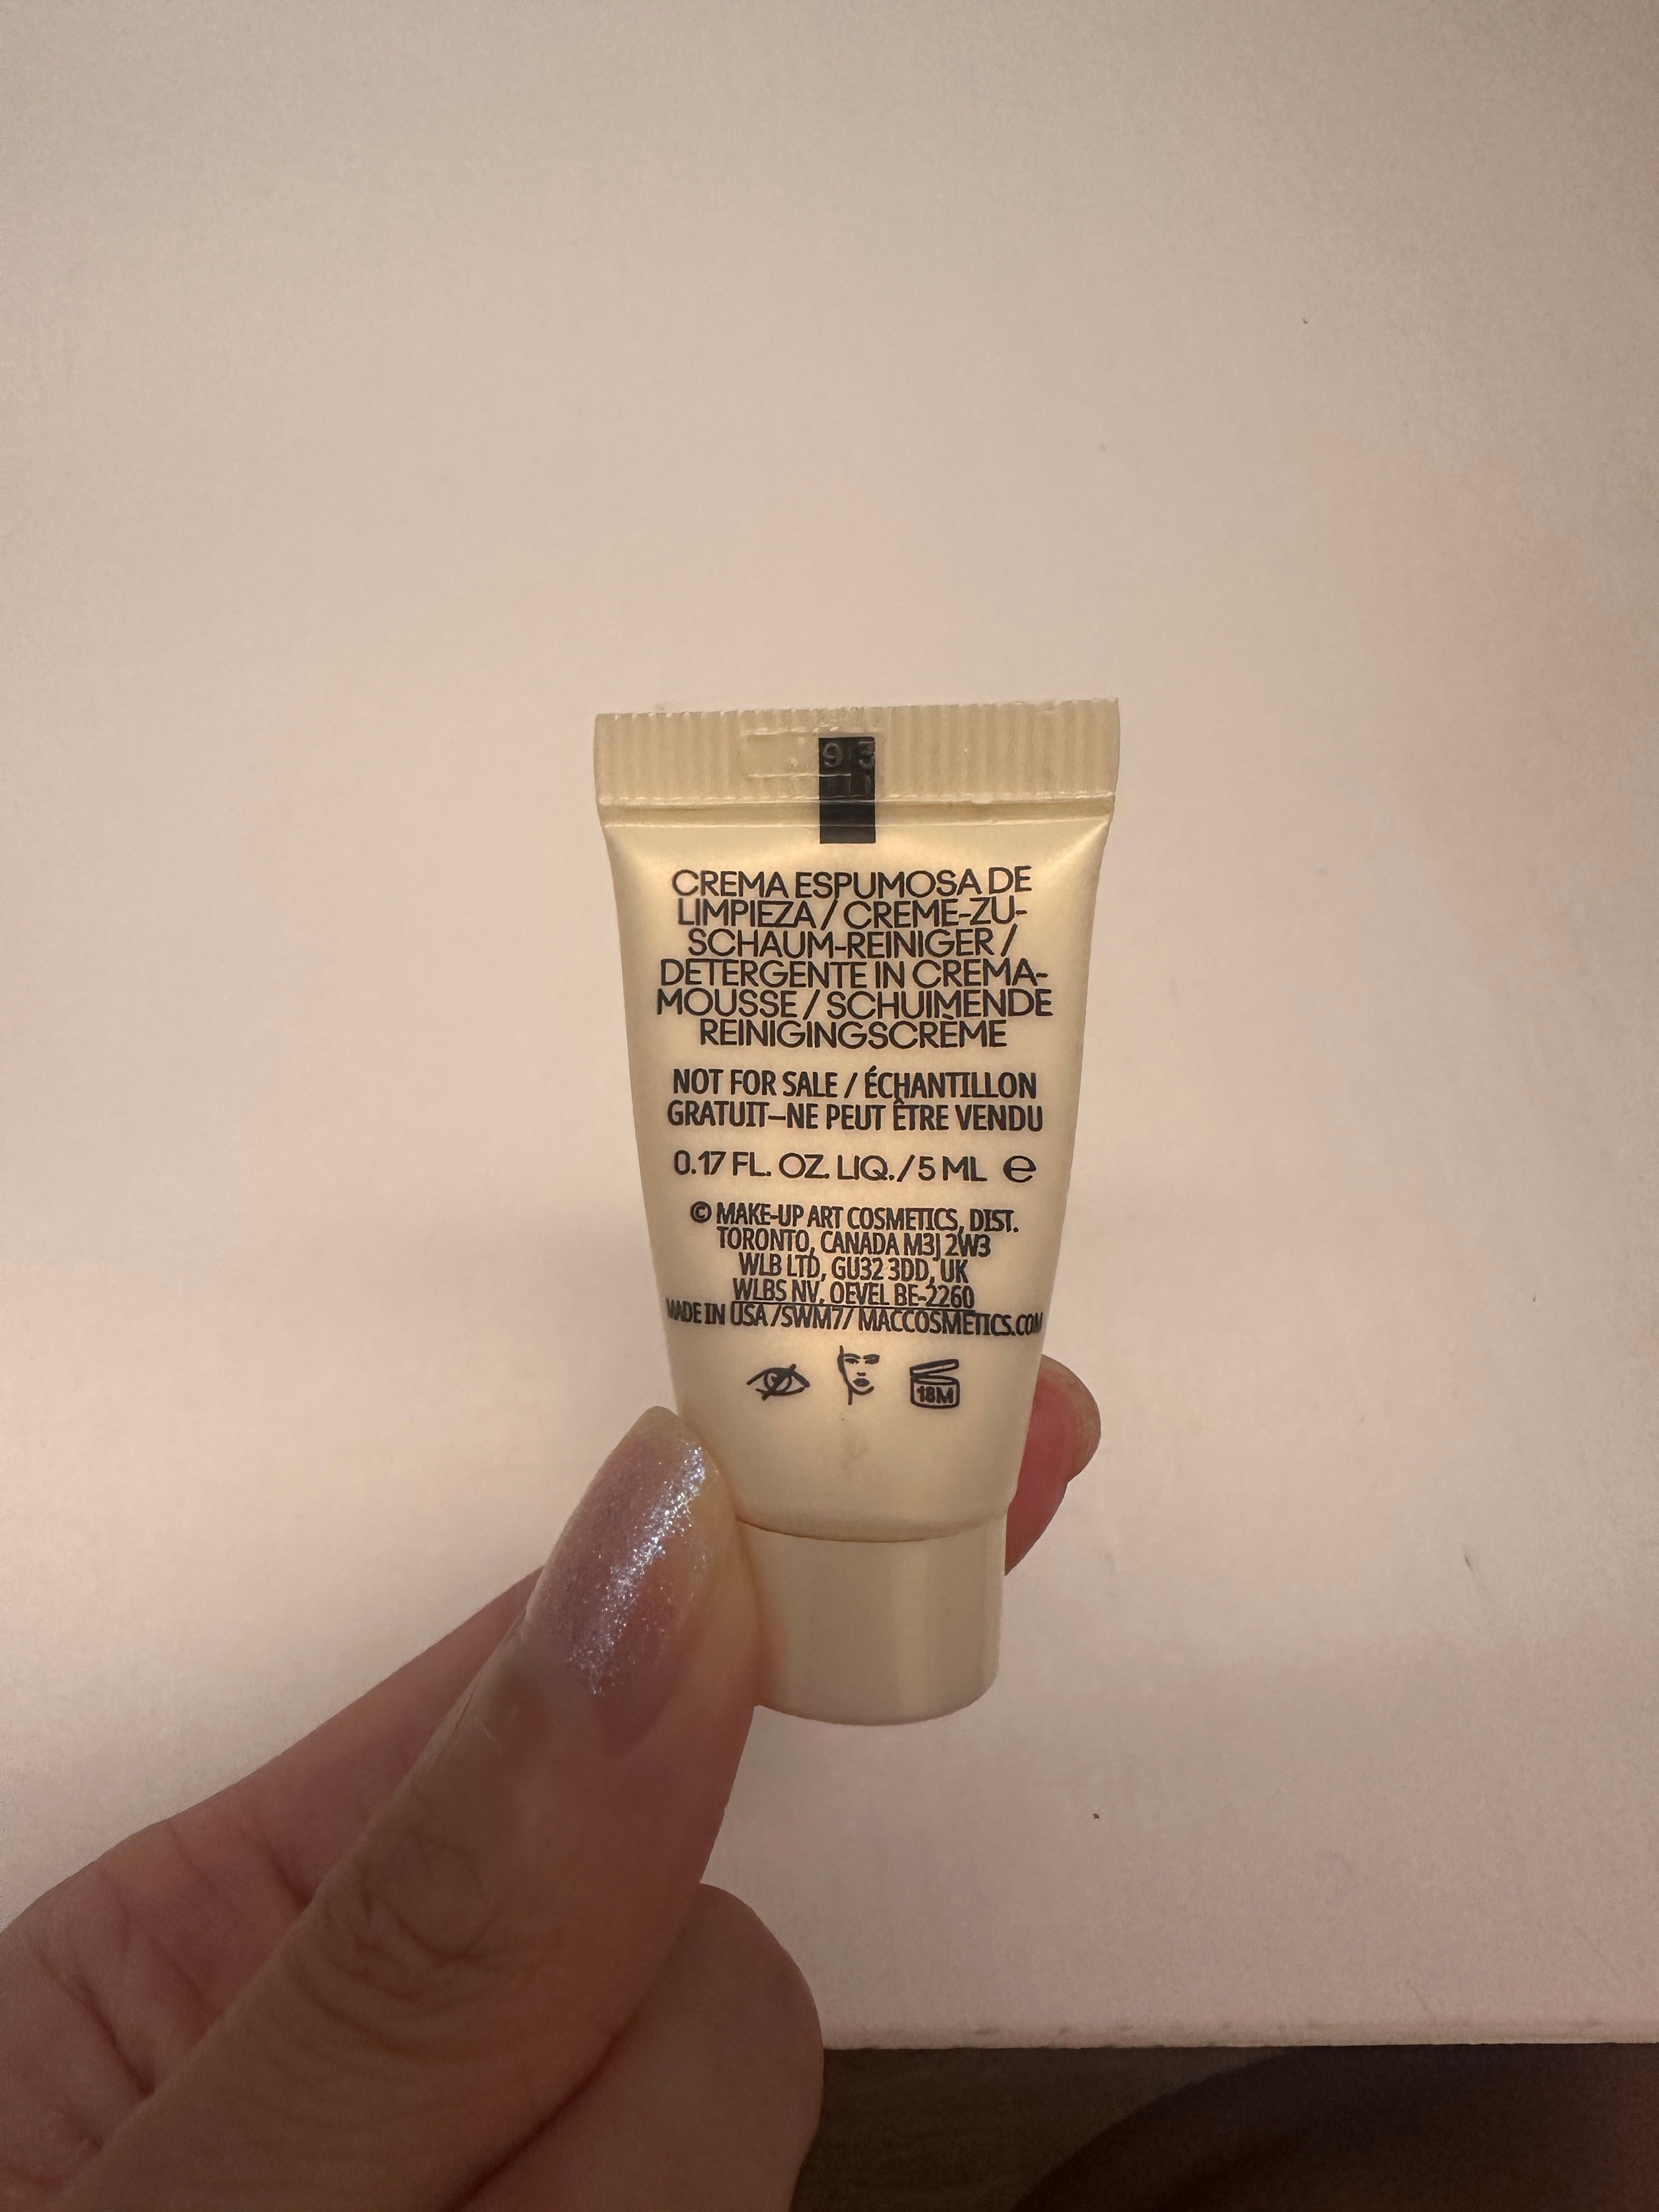 93
CREMA ESPUMOSA DE
LIMPIEZA / CREME-ZU-
SCHAUM-REINIGER /
DETERGENTE IN CREMA-
MOUSSE / SCHUIMENDE
REINIGINGSCRÈME
NOT FOR SALE / ÉCHANTILLON
GRATUIT—NE PEUT ÊTRE VENDU
0.17 FL. OZ. LIQ./5 ML e
© MAKE-UP ART COSMETICS, DIST.
TORONTO, CANADA M3J 2W3
WLB LTD, GU32 3DD, UK
WLBS NV, OEVEL BE-2260
MADE IN USA /SWM7/ MACCOSMETICS.COM
18M